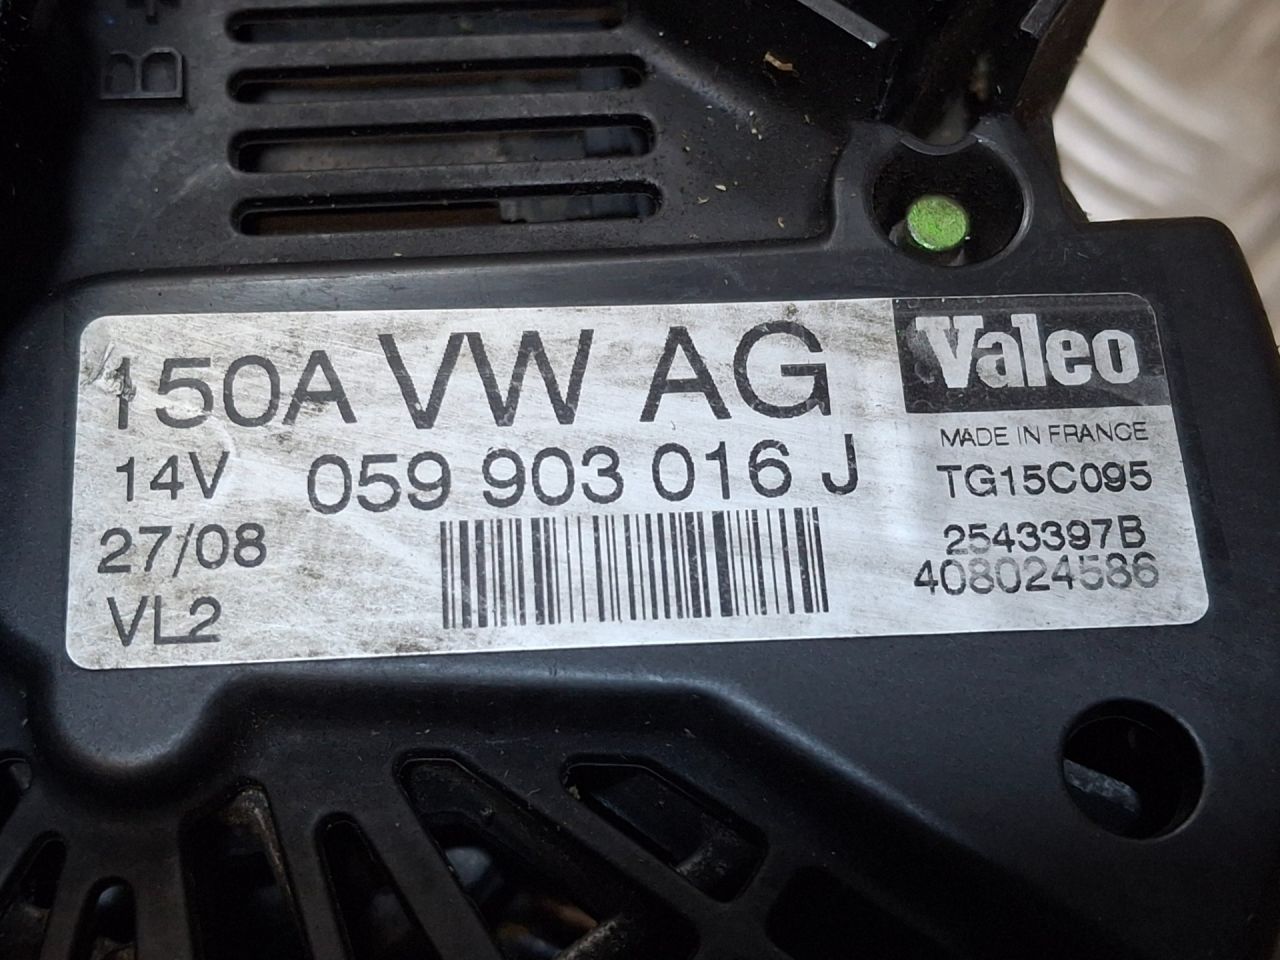 B+
150A VW AG
Valeo
MADE IN FRANCE
14V 059 903 016 J
TG15C095
27/08
2543397B
408024586
VL2